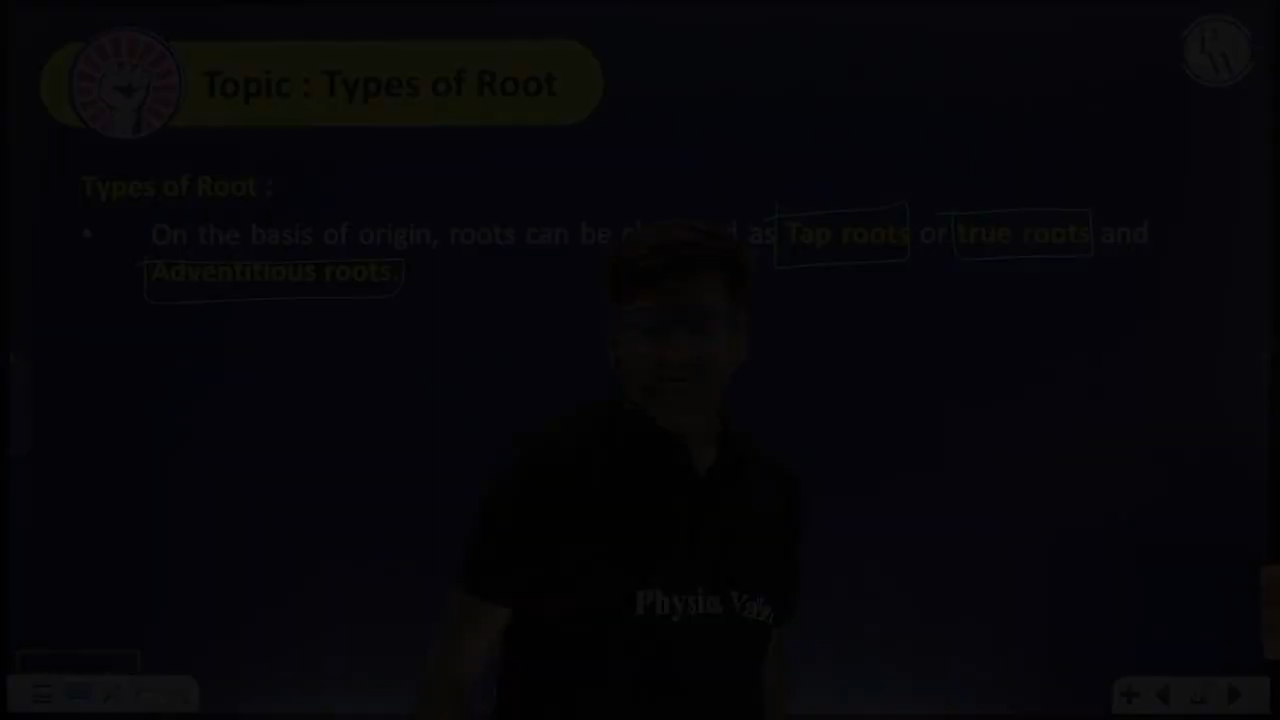 Topic : Types of Root
Types of Root :
• On the basis of origin, roots can be as Tap roots or true roots and
Adventitious roots.
Physics